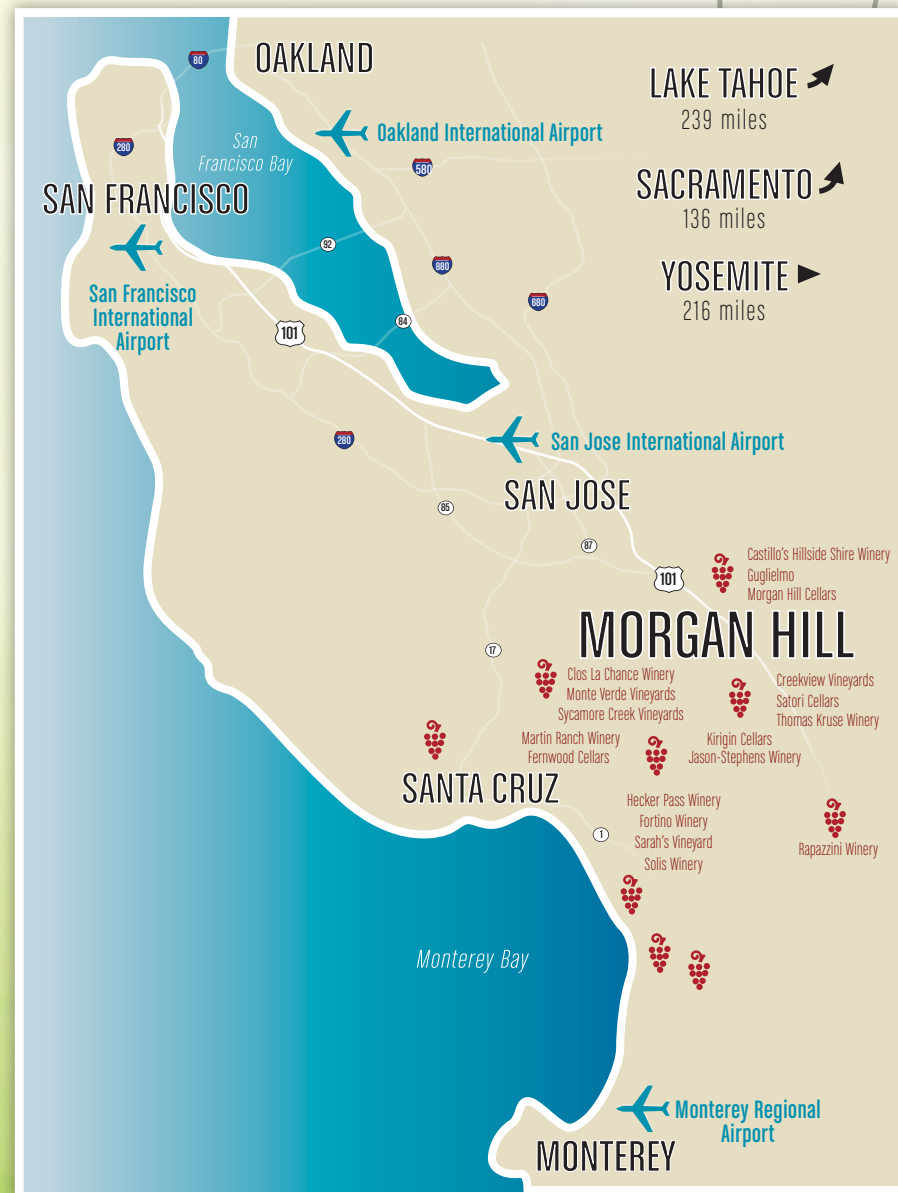 80
OAKLAND
LAKE TAHOE
239 miles
Oakland International Airport
San
Francisco Bay
280
580
SAN FRANCISCO
SACRAMENTO
136 miles
92
880
YOSEMITE
216 miles
San Francisco
International
Airport
680
84
101
280
San Jose International Airport
SAN JOSE
85
87
101
Castillo's Hillside Shire Winery
Guglielmo
Morgan Hill Cellars
MORGAN HILL
17
Clos La Chance Winery
Monte Verde Vineyards
Sycamore Creek Vineyards
Creekview Vineyards
Satori Cellars
Thomas Kruse Winery
Martin Ranch Winery
Fernwood Cellars
Kirigin Cellars
Jason-Stephens Winery
SANTA CRUZ
Hecker Pass Winery
Fortino Winery
Sarah's Vineyard
Solis Winery
1
Rapazzini Winery
Monterey Bay
Monterey Regional
Airport
MONTEREY